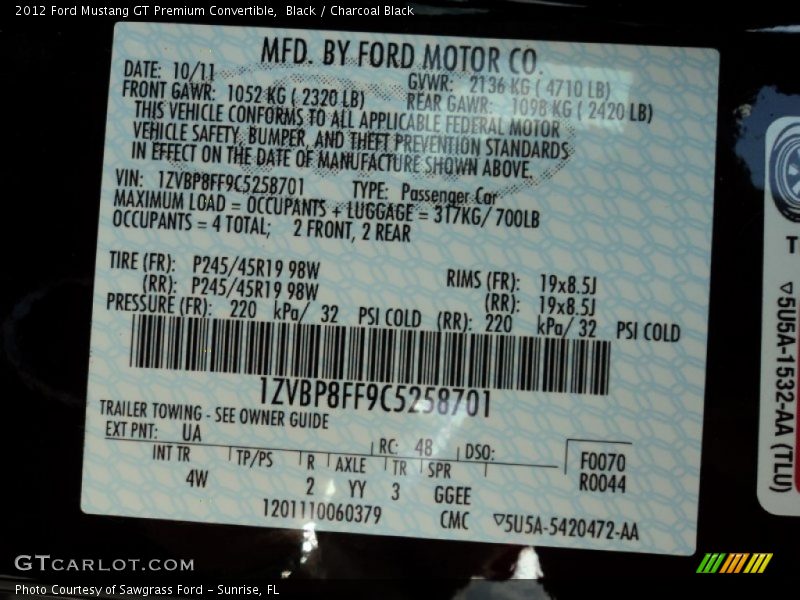 2012 Ford Mustang GT Premium Convertible,  Black / Charcoal Black
MFD. BY FORD MOTOR CO.
DATE: 10/11 GVWR: 2136 KG ( 4710 LB)
FRONT GAWR: 1052 KG ( 2320 LB) REAR GAWR: 1098 KG ( 2420 LB)
THIS VEHICLE CONFORMS TO ALL APPLICABLE FEDERAL MOTOR
VEHICLE SAFETY, BUMPER, AND THEFT PREVENTION STANDARDS
IN EFFECT ON THE DATE OF MANUFACTURE SHOWN ABOVE.
VIN: 1ZVBP8FF9C5258701 TYPE: Passenger Car
MAXIMUM LOAD = OCCUPANTS + LUGGAGE = 317KG/700LB
OCCUPANTS = 4 TOTAL; 2 FRONT, 2 REAR
TIRE (FR): P245/45R19 98W RIMS (FR): 19x8.5J
(RR): P245/45R19 98W (RR): 19x8.5J
PRESSURE (FR): 220 kPa/ 32 PSI COLD (RR): 220 kPa/ 32 PSI COLD
1ZVBP8FF9C5258701
TRAILER TOWING - SEE OWNER GUIDE
EXT PNT: UA RC: 48 DSO: F0070
INT TR TP/PS R AXLE TR SPR R0044
4W 2 YY 3 GGEE
1201110060379 CMC ▽5U5A-5420472-AA
T
▽5U5A-1532-AA (TLU)
GTCARLOT.COM
Photo Courtesy of Sawgrass Ford - Sunrise, FL